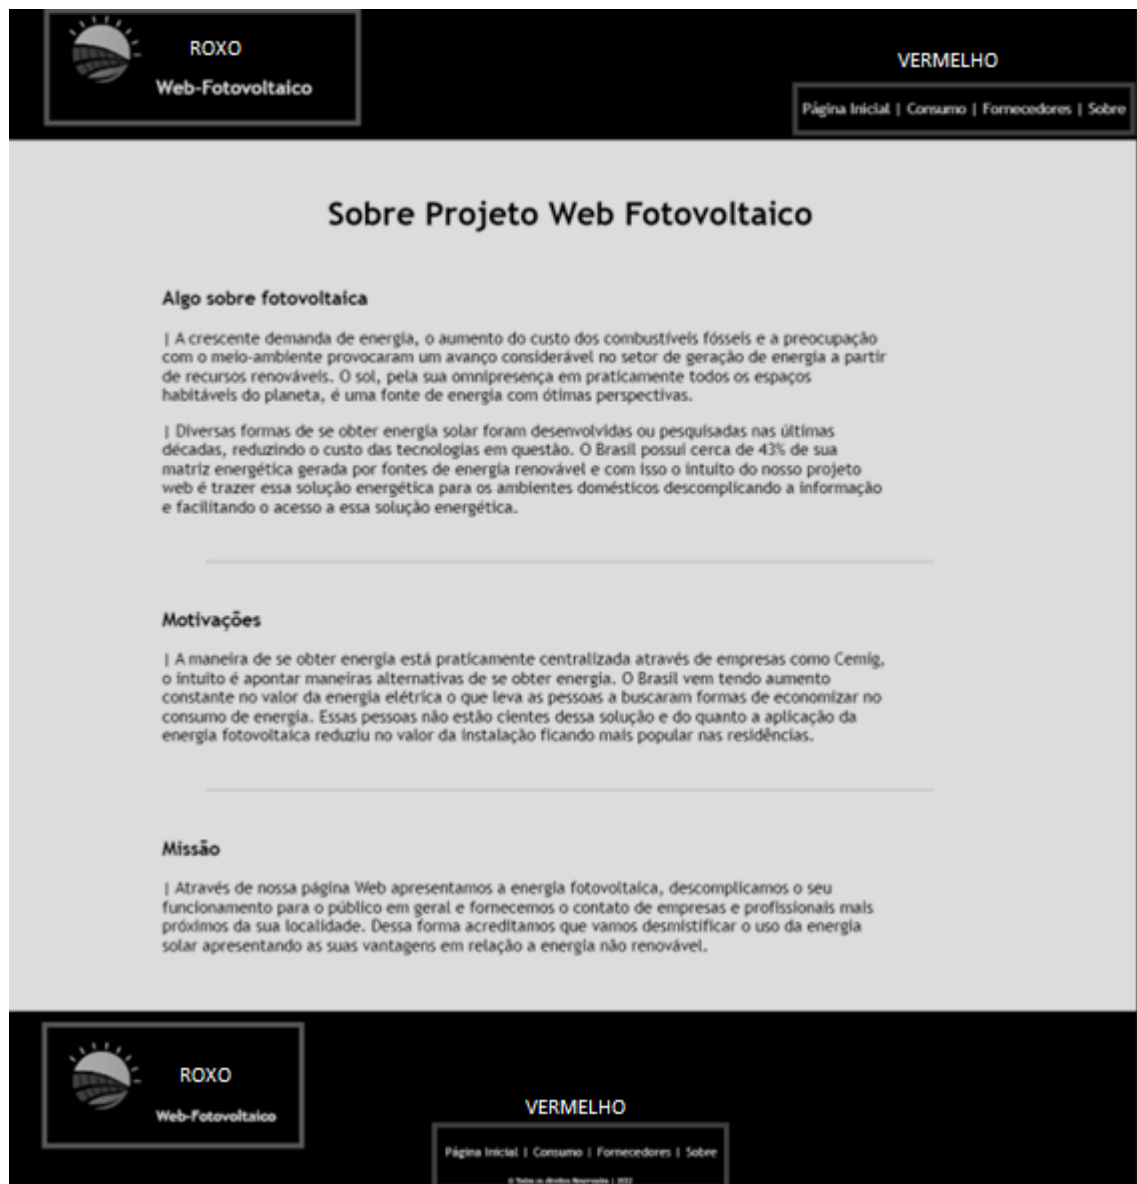 ROXO
Web-Fotovoltaico
VERMELHO
Página Inicial | Consumo | Fornecedores | Sobre
Sobre Projeto Web Fotovoltaico
Algo sobre fotovoltaica
| A crescente demanda de energia, o aumento do custo dos combustíveis fósseis e a preocupação
com o meio-ambiente provocaram um avanço considerável no setor de geração de energia a partir
de recursos renováveis. O sol, pela sua omnipresença em praticamente todos os espaços
habitáveis do planeta, é uma fonte de energia com ótimas perspectivas.
| Diversas formas de se obter energia solar foram desenvolvidas ou pesquisadas nas últimas
décadas, reduzindo o custo das tecnologias em questão. O Brasil possui cerca de 43% de sua
matriz energética gerada por fontes de energia renovável e com isso o intuito do nosso projeto
web é trazer essa solução energética para os ambientes domésticos descomplicando a informação
e facilitando o acesso a essa solução energética.
Motivações
| A maneira de se obter energia está praticamente centralizada através de empresas como Cemig,
o intuito é apontar maneiras alternativas de se obter energia. O Brasil vem tendo aumento
constante no valor da energia elétrica o que leva as pessoas a buscaram formas de economizar no
consumo de energia. Essas pessoas não estão cientes dessa solução e do quanto a aplicação da
energia fotovoltaica reduziu no valor da instalação ficando mais popular nas residências.
Missão
| Através de nossa página Web apresentamos a energia fotovoltaica, descomplicamos o seu
funcionamento para o público em geral e fornecemos o contato de empresas e profissionais mais
próximos da sua localidade. Dessa forma acreditamos que vamos desmistificar o uso da energia
solar apresentando as suas vantagens em relação a energia não renovável.
ROXO
Web-Fotovoltaico
VERMELHO
Página Inicial | Consumo | Fornecedores | Sobre
© Todos os direitos Reservados | 2022